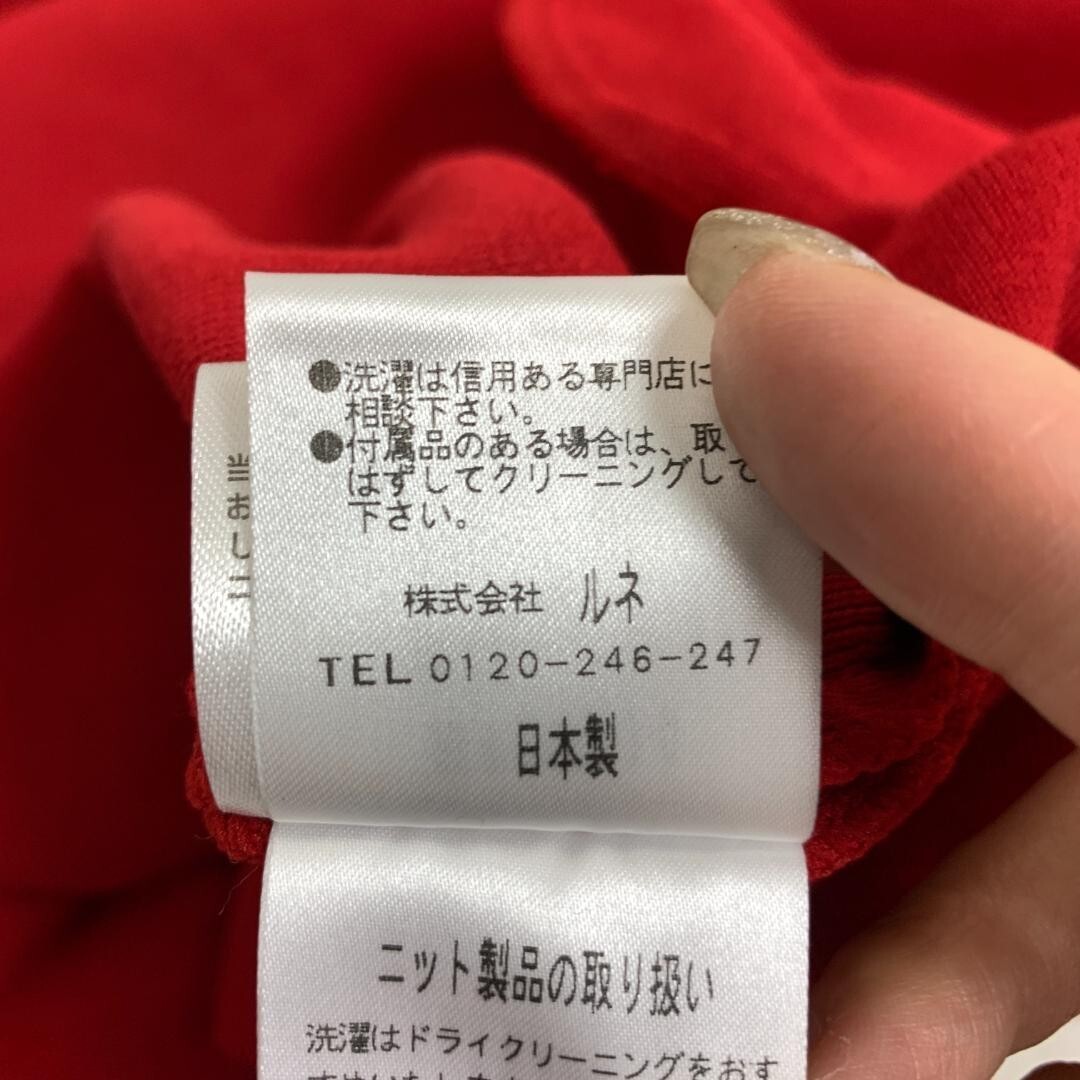 ●洗濯は信用ある専門店に
相談下さい。
●付属品のある場合は、取
はずしてクリーニングして
下さい。
株式会社 ルネ
TEL 0120-246-247
日本製
当
お
し
ニット製品の取り扱い
洗濯はドライクリーニングをおす